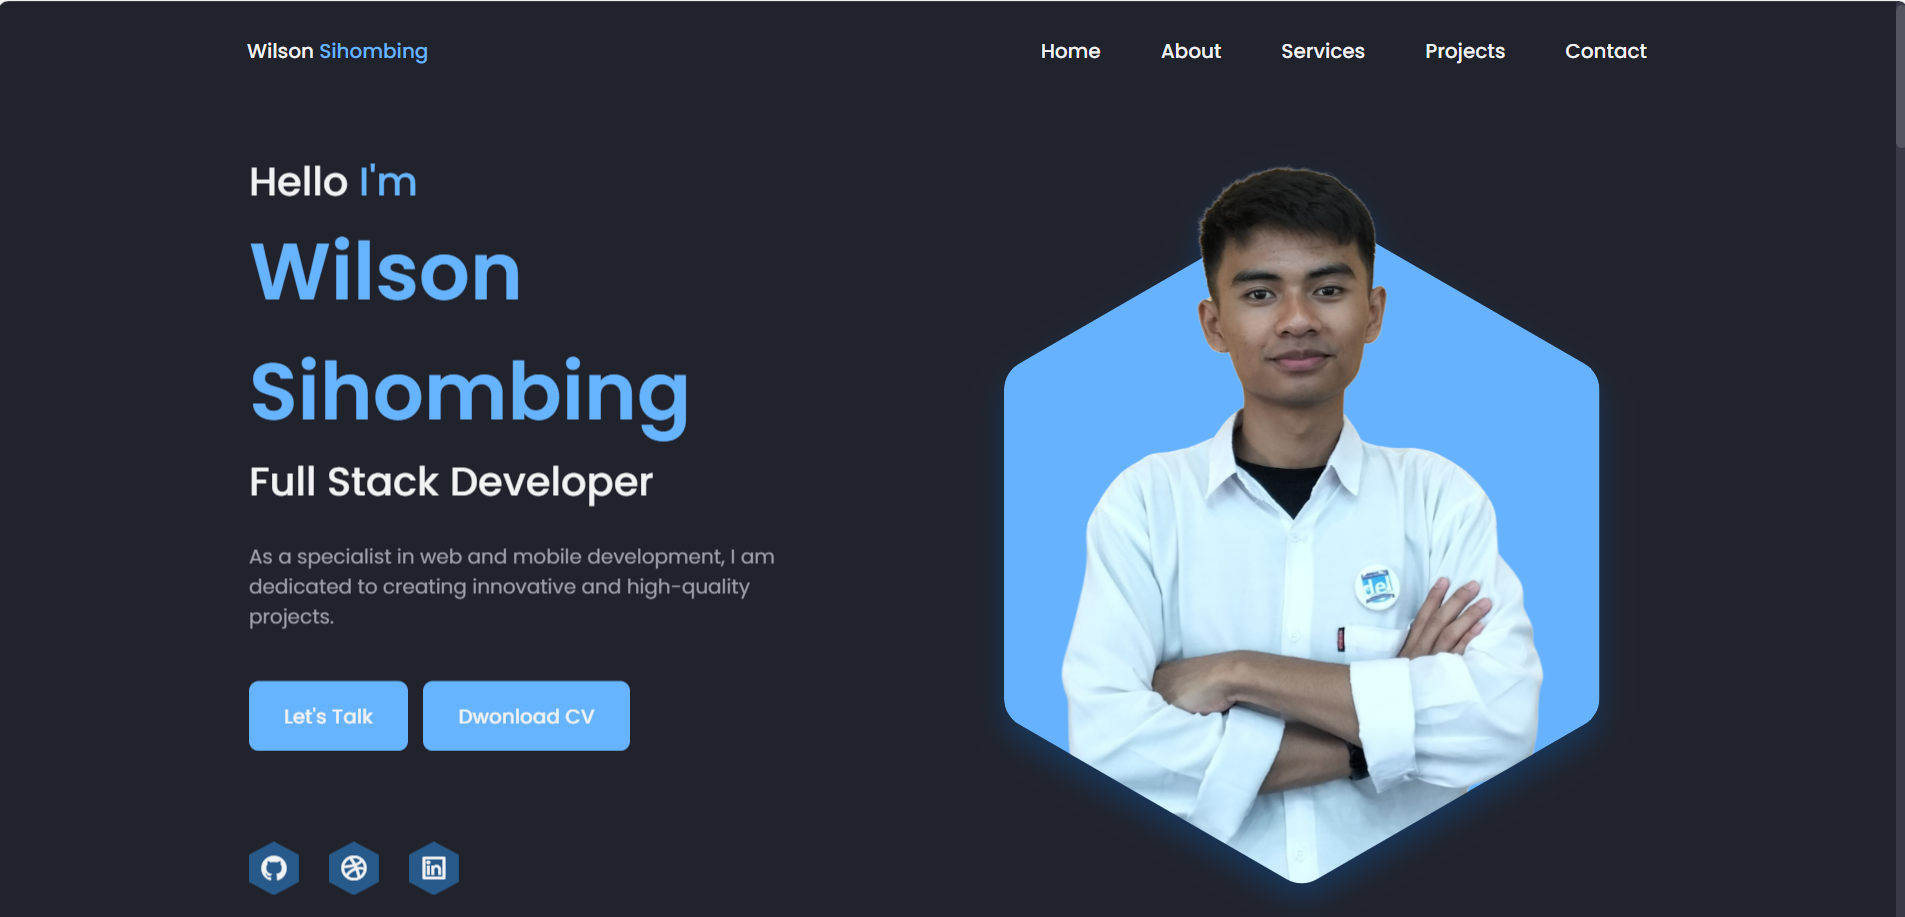 Wilson Sihombing
Home
About
Services
Projects
Contact
Hello I'm
Wilson
Sihombing
Full Stack Developer
As a specialist in web and mobile development, I am
dedicated to creating innovative and high-quality
projects.
Let's Talk
Dwonload CV
in
del